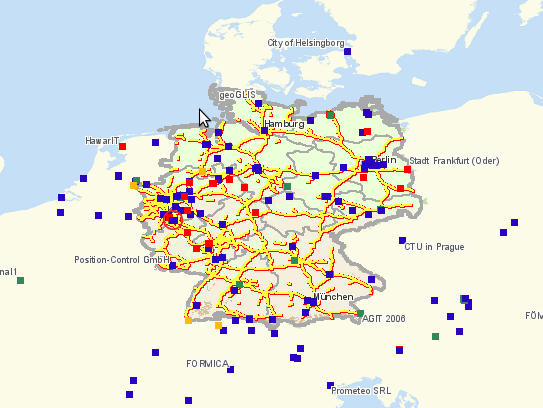 City of Helsingborg
geoGLIS
Hamburg
HawarIT
Berlin
Stadt Frankfurt (Oder)
CTU in Prague
Position-Control GmbH
nal1
München
AGIT 2006
FÖM
FORMICA
Prometeo SRL